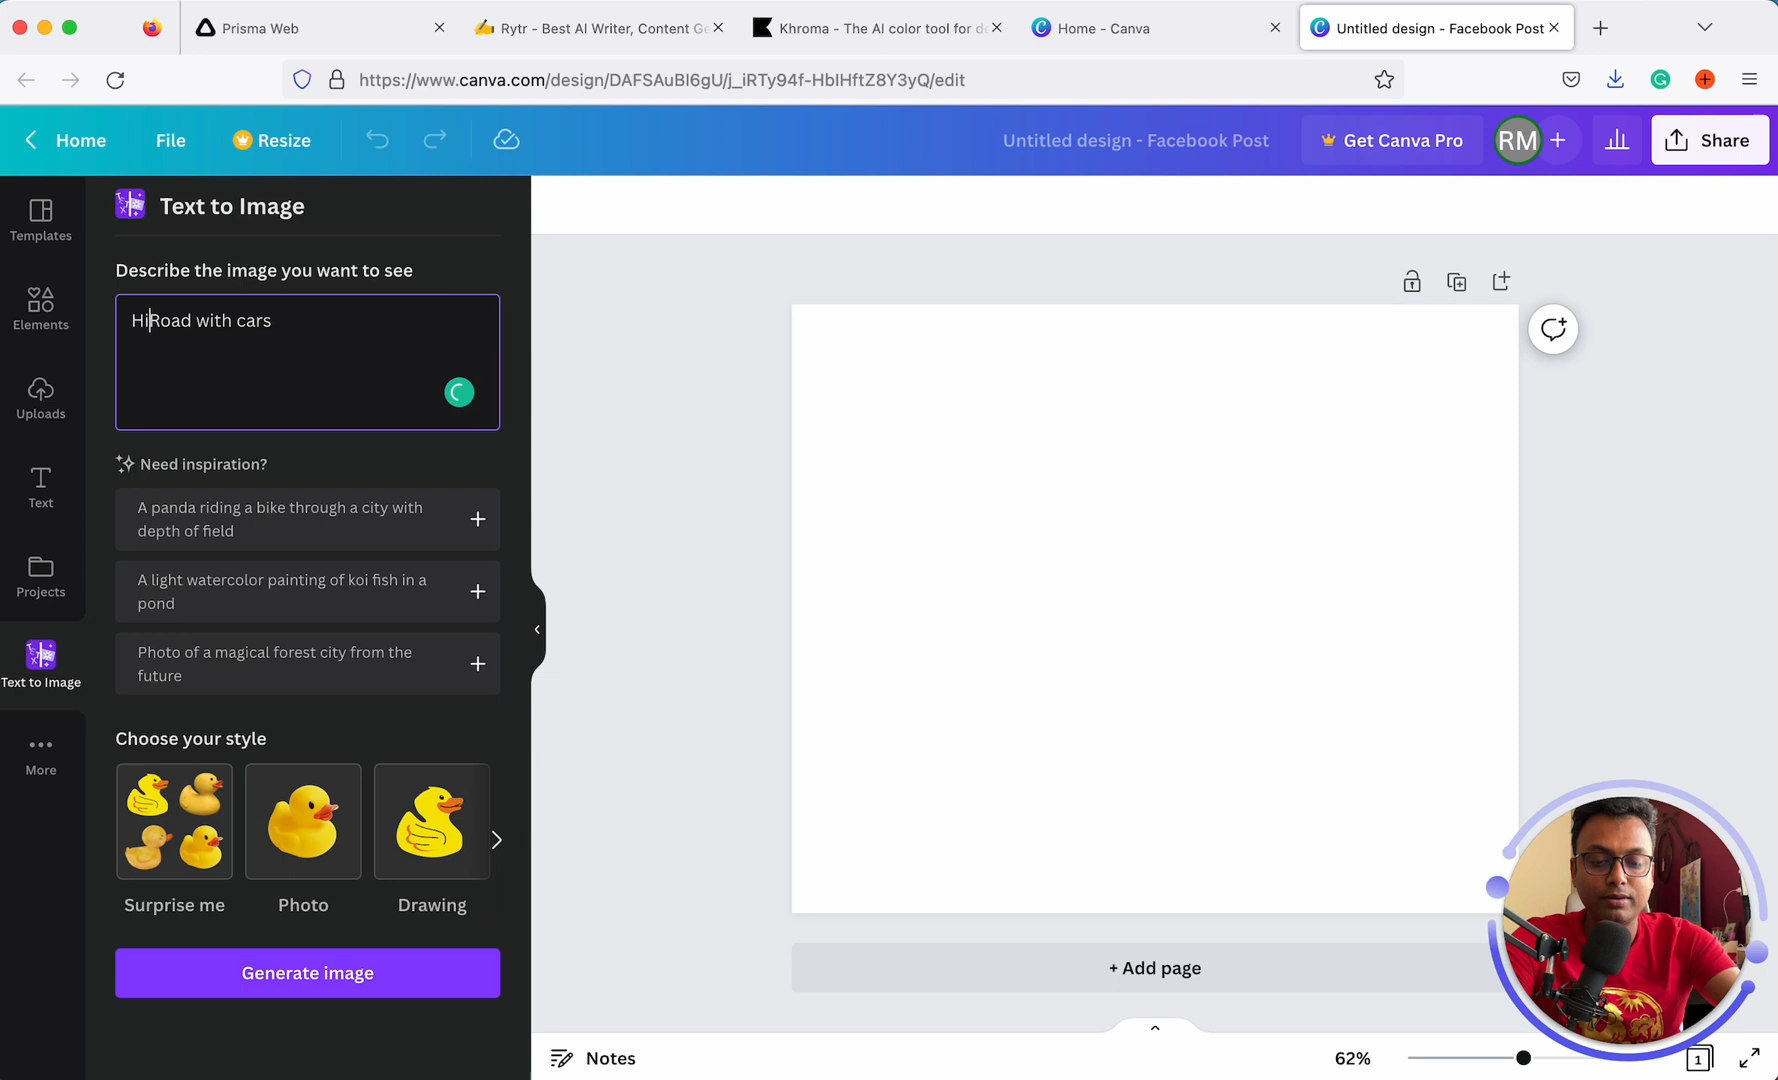 Prisma Web
Rytr - Best AI Writer, Content Ge
Khroma - The AI color tool for de
Home - Canva
Untitled design - Facebook Post
https://www.canva.com/design/DAFSAuBI6gU/j_iRTy94f-HbIHftZ8Y3yQ/edit
Home
File
Resize
Untitled design - Facebook Post
Get Canva Pro
RM
Share
Templates
Elements
Uploads
Text
Projects
Text to Image
More
Text to Image
Describe the image you want to see
HiRoad with cars
Need inspiration?
A panda riding a bike through a city with
depth of field
A light watercolor painting of koi fish in a
pond
Photo of a magical forest city from the
future
Choose your style
Surprise me
Photo
Drawing
Generate image
+ Add page
Notes
62%
1